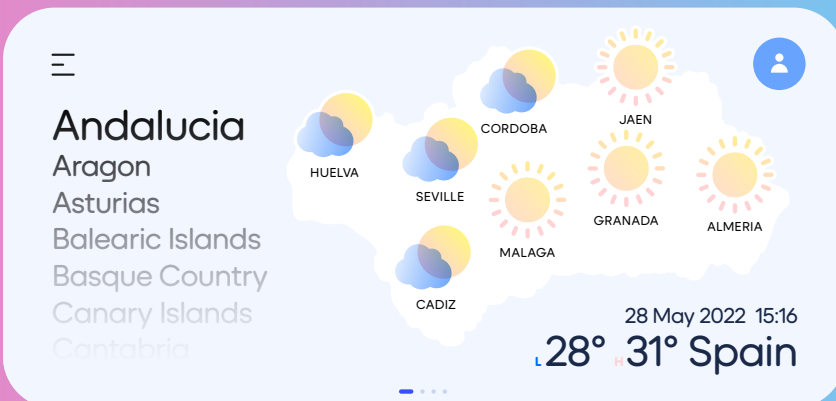 Andalucia
Aragon
Asturias
Balearic Islands
Basque Country
Canary Islands
Cantabria
JAEN
CORDOBA
HUELVA
SEVILLE
GRANADA
ALMERIA
MALAGA
CADIZ
28 May 2022 15:16
L 28° H 31° Spain